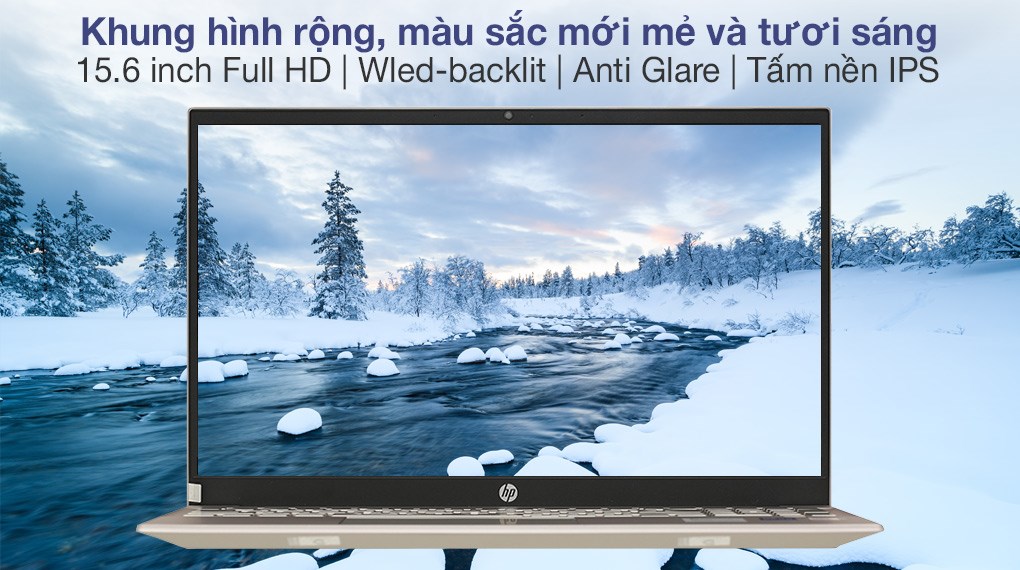 Khung hình rộng, màu sắc mới mẻ và tươi sáng
15.6 inch Full HD | Wled-backlit | Anti Glare | Tấm nền IPS
hp